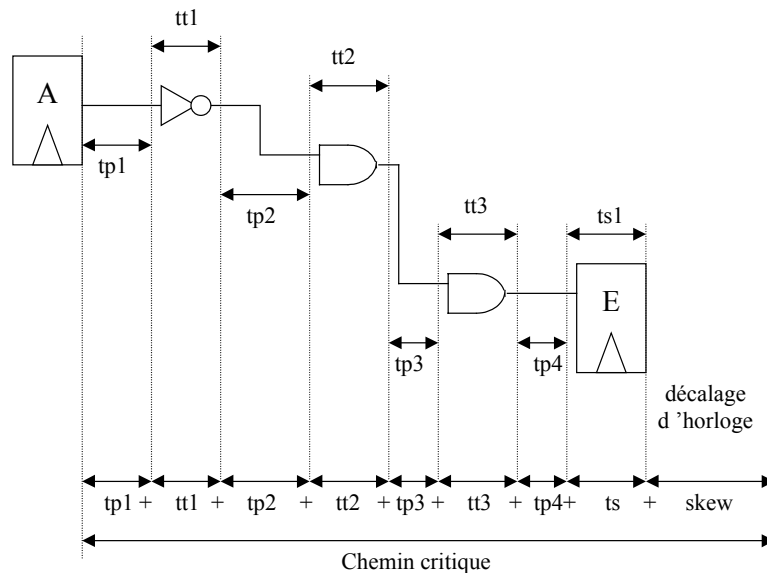 tt1
tt2
A
tp1
tp2
tt3
ts1
E
tp3
tp4
décalage
d ’horloge
tp1 + tt1 + tp2 + tt2 + tp3 + tt3 + tp4+ ts + skew
Chemin critique